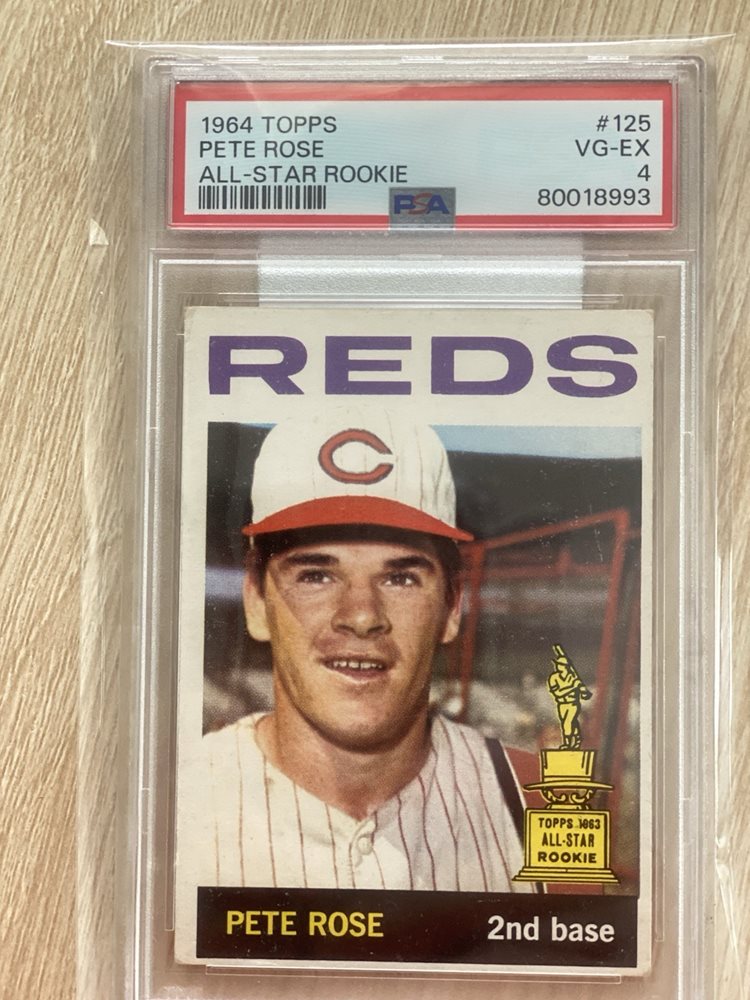 1964 TOPPS #125
PETE ROSE VG-EX
ALL-STAR ROOKIE 4
PSA 80018993
REDS
C
TOPPS 1963
ALL-STAR
ROOKIE
PETE ROSE 2nd base